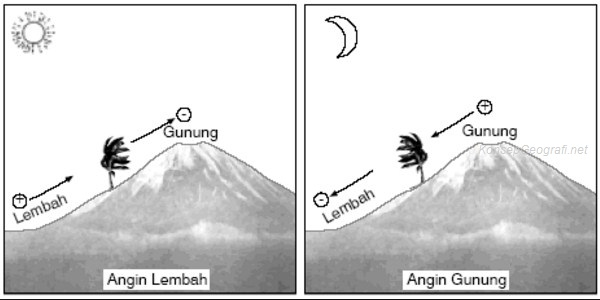 Gunung
Lembah
Angin Lembah
Gunung
KonsepGeografi.net
Lembah
Angin Gunung